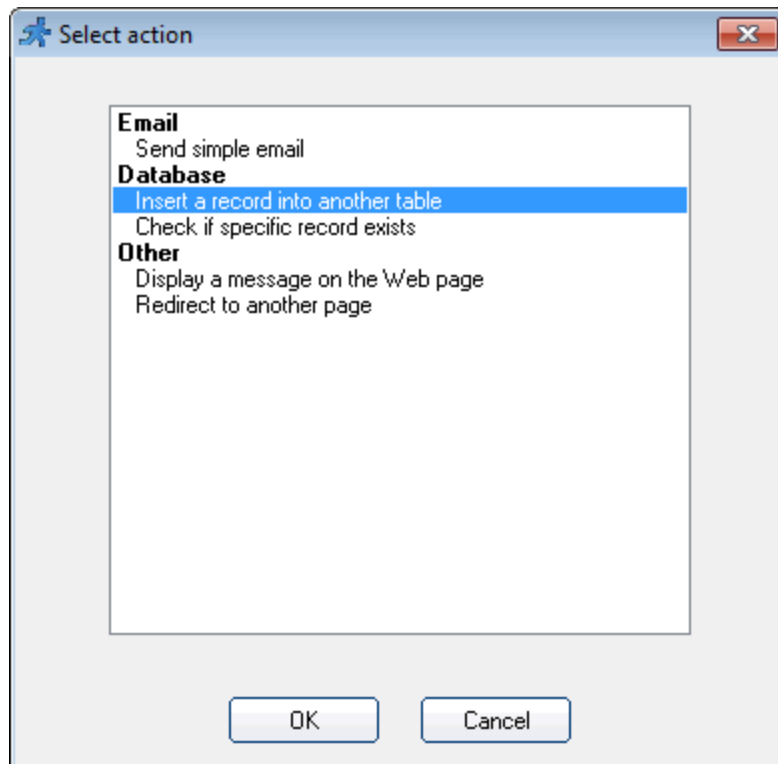 Select action
Email
Send simple email
Database
Insert a record into another table
Check if specific record exists
Other
Display a message on the Web page
Redirect to another page
OK
Cancel